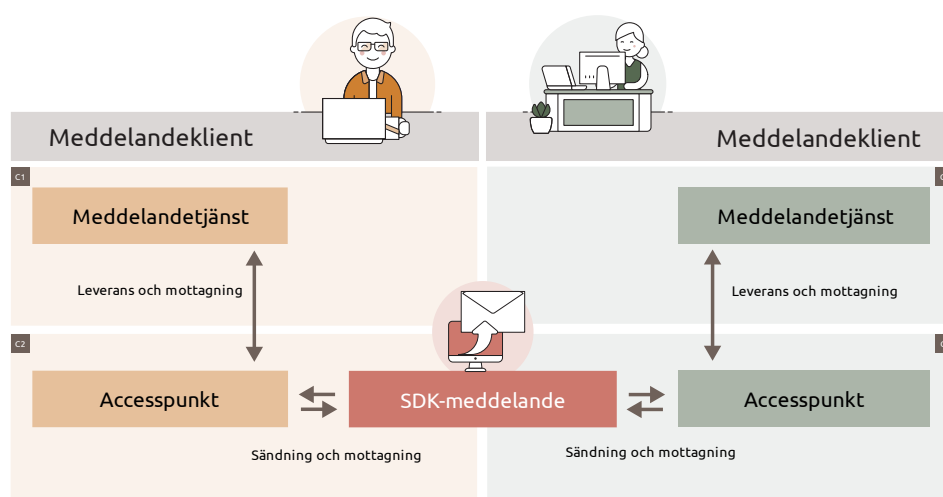 Meddelandeklient
Meddelandeklient
C1
Meddelandetjänst
Meddelandetjänst
Leverans och mottagning
Leverans och mottagning
C2
Accesspunkt
SDK-meddelande
Accesspunkt
Sändning och mottagning
Sändning och mottagning